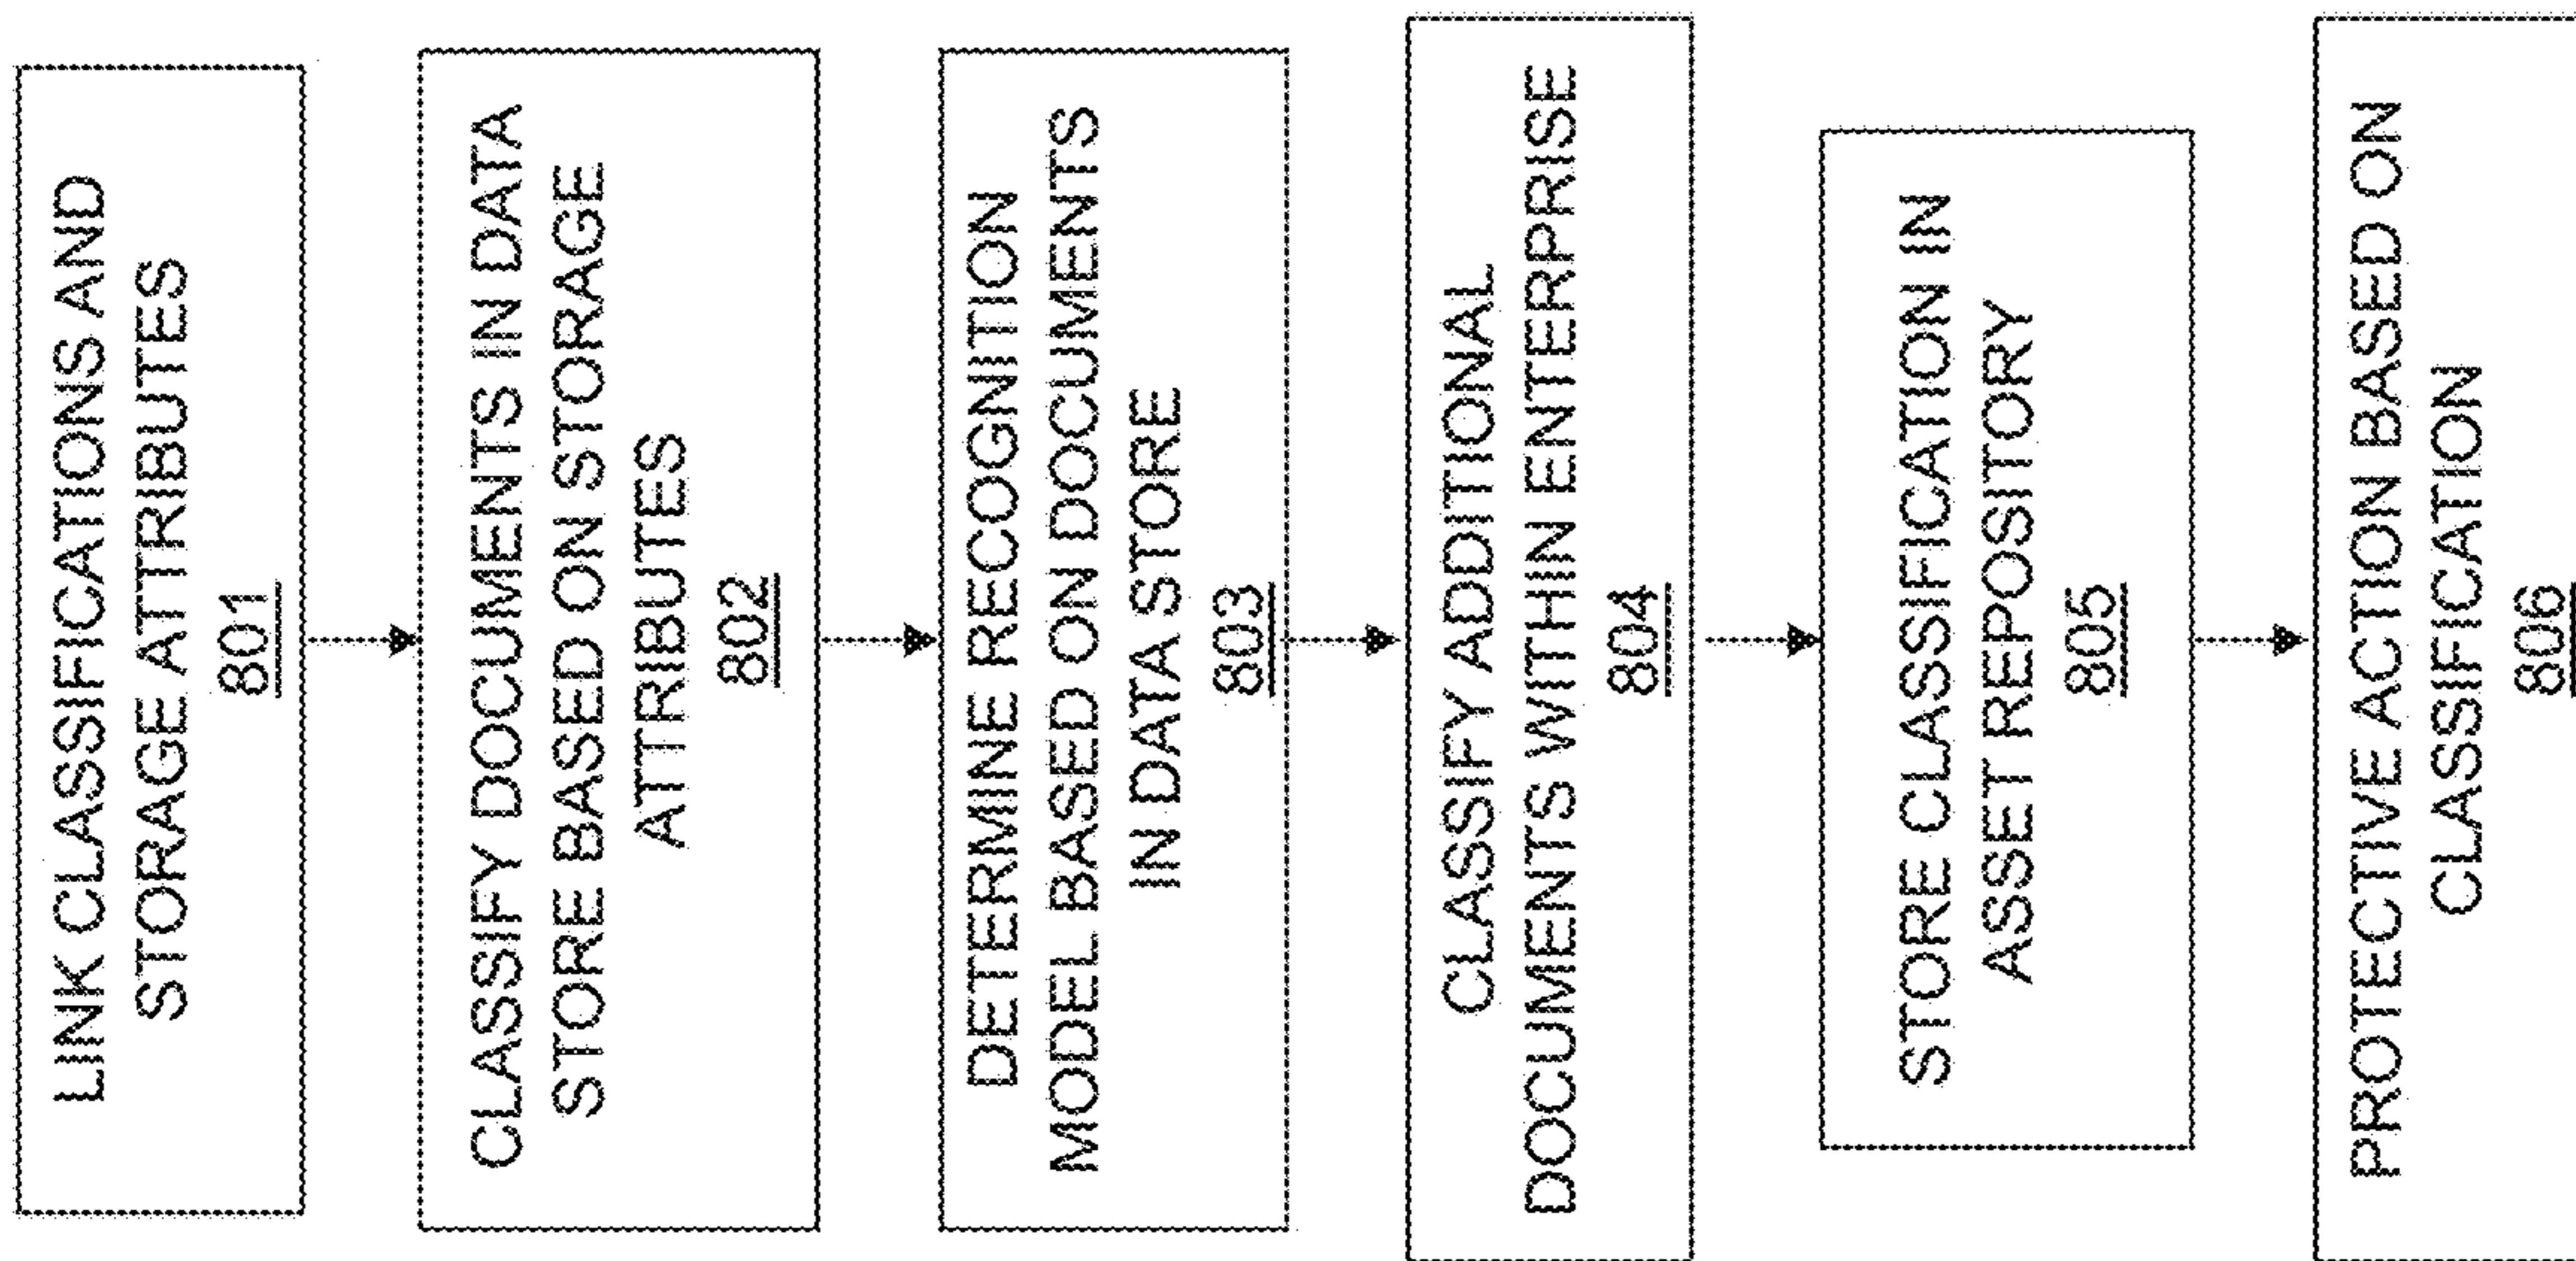 LINK CLASSIFICATIONS AND
STORAGE ATTRIBUTES
801
CLASSIFY DOCUMENTS IN DATA
STORE BASED ON STORAGE
ATTRIBUTES
802
DETERMINE RECOGNITION
MODEL BASED ON DOCUMENTS
IN DATA STORE
803
CLASSIFY ADDITIONAL
DOCUMENTS WITHIN ENTERPRISE
804
STORE CLASSIFICATION IN
ASSET REPOSITORY
805
PROTECTIVE ACTION BASED ON
CLASSIFICATION
806